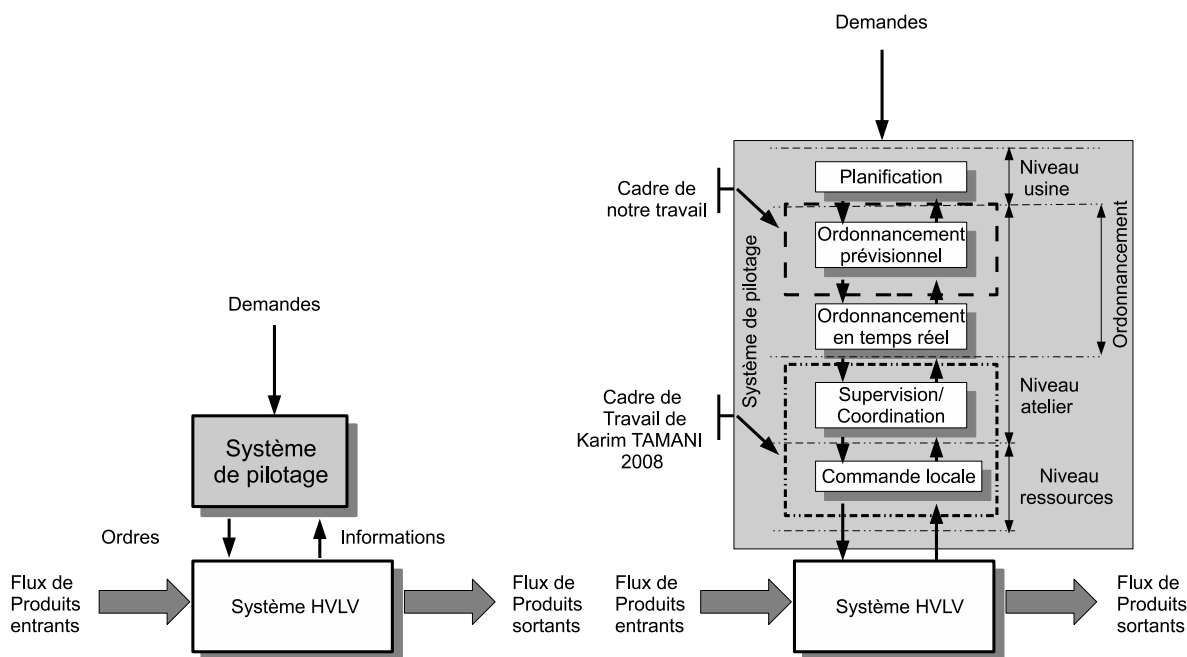 Demandes
Système
de pilotage
Ordres
Informations
Flux de
Produits
entrants
Système HVLV
Flux de
Produits
sortants
Demandes
Cadre de
notre travail
Système de pilotage
Planification
Niveau
usine
Ordonnancement
prévisionnel
Ordonnancement
Ordonnancement
en temps réel
Cadre de
Travail de
Karim TAMANI
2008
Supervision/
Coordination
Niveau
atelier
Commande locale
Niveau
ressources
Flux de
Produits
entrants
Système HVLV
Flux de
Produits
sortants